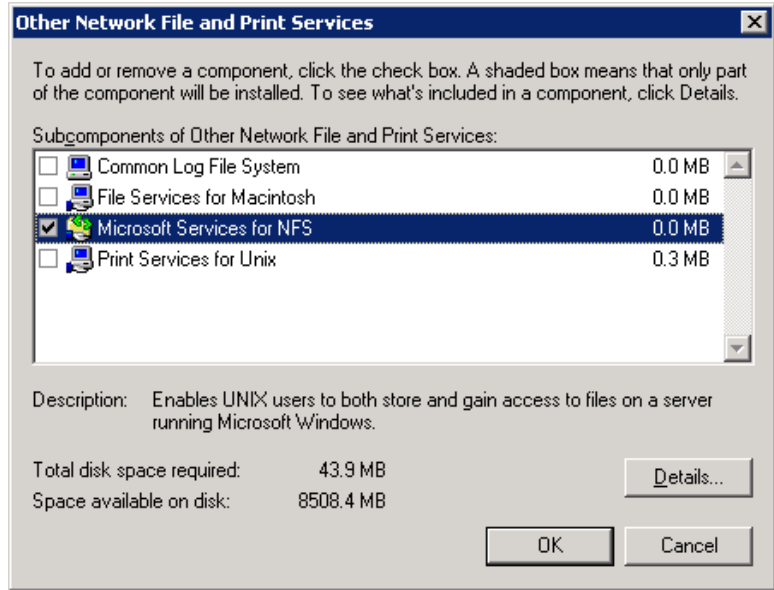 Other Network File and Print Services
To add or remove a component, click the check box. A shaded box means that only part
of the component will be installed. To see what's included in a component, click Details.
Subcomponents of Other Network File and Print Services:
Common Log File System 0.0 MB
File Services for Macintosh 0.0 MB
Microsoft Services for NFS 0.0 MB
Print Services for Unix 0.3 MB
Description: Enables UNIX users to both store and gain access to files on a server
running Microsoft Windows.
Total disk space required: 43.9 MB
Space available on disk: 8508.4 MB
Details...
OK Cancel